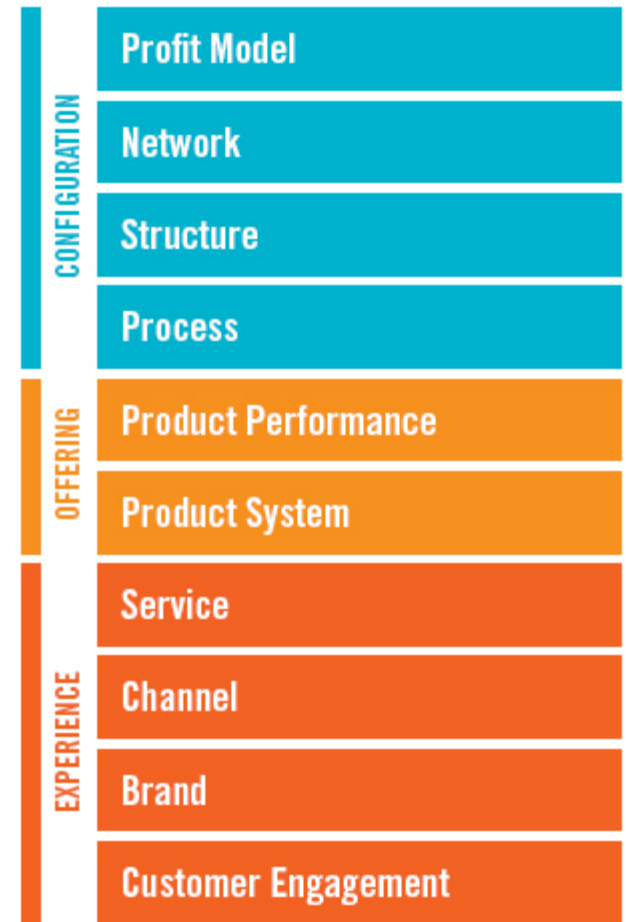 CONFIGURATION
Profit Model
Network
Structure
Process
OFFERING
Product Performance
Product System
EXPERIENCE
Service
Channel
Brand
Customer Engagement